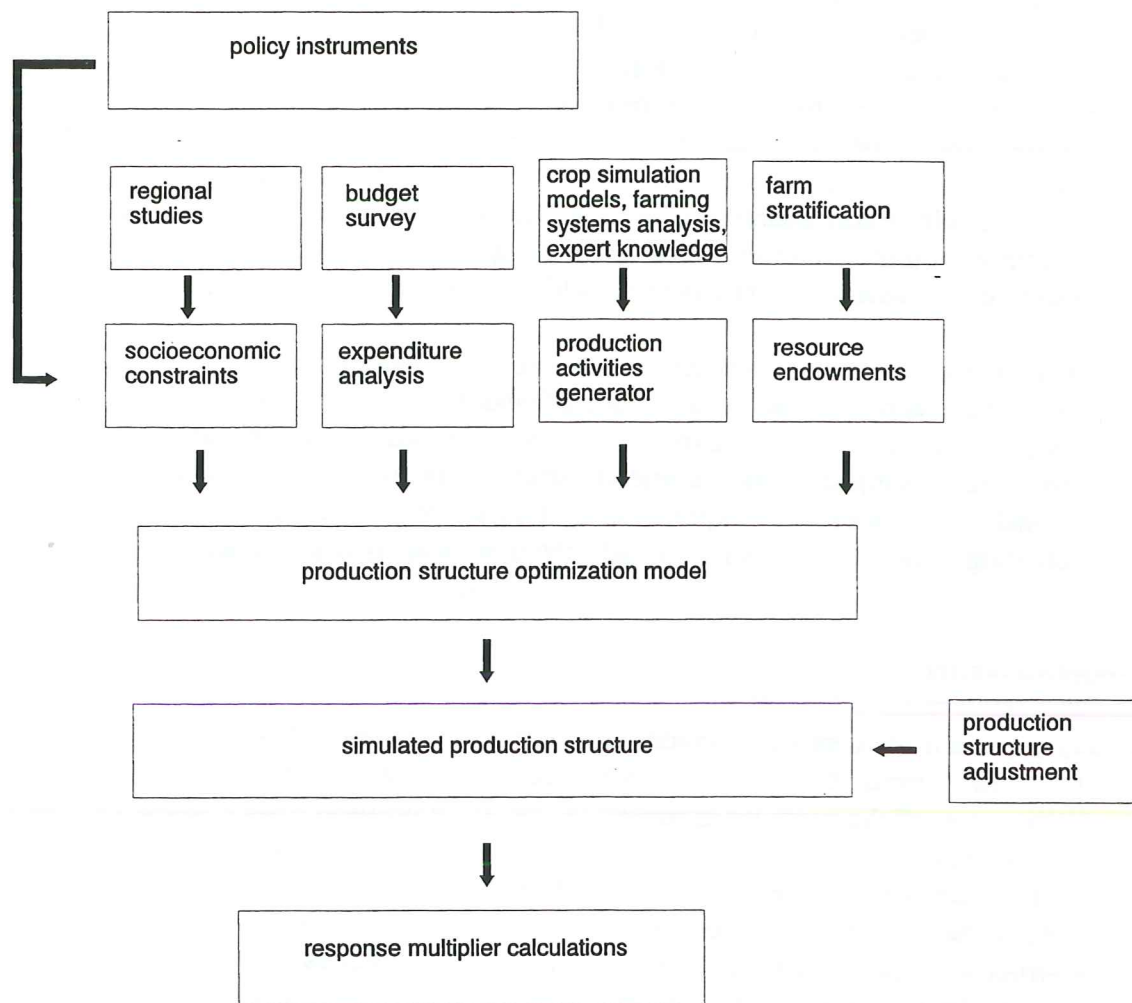 policy instruments
regional
studies
budget
survey
crop simulation
models, farming
systems analysis,
expert knowledge
farm
stratification
socioeconomic
constraints
expenditure
analysis
production
activities
generator
resource
endowments
production structure optimization model
simulated production structure
production
structure
adjustment
response multiplier calculations